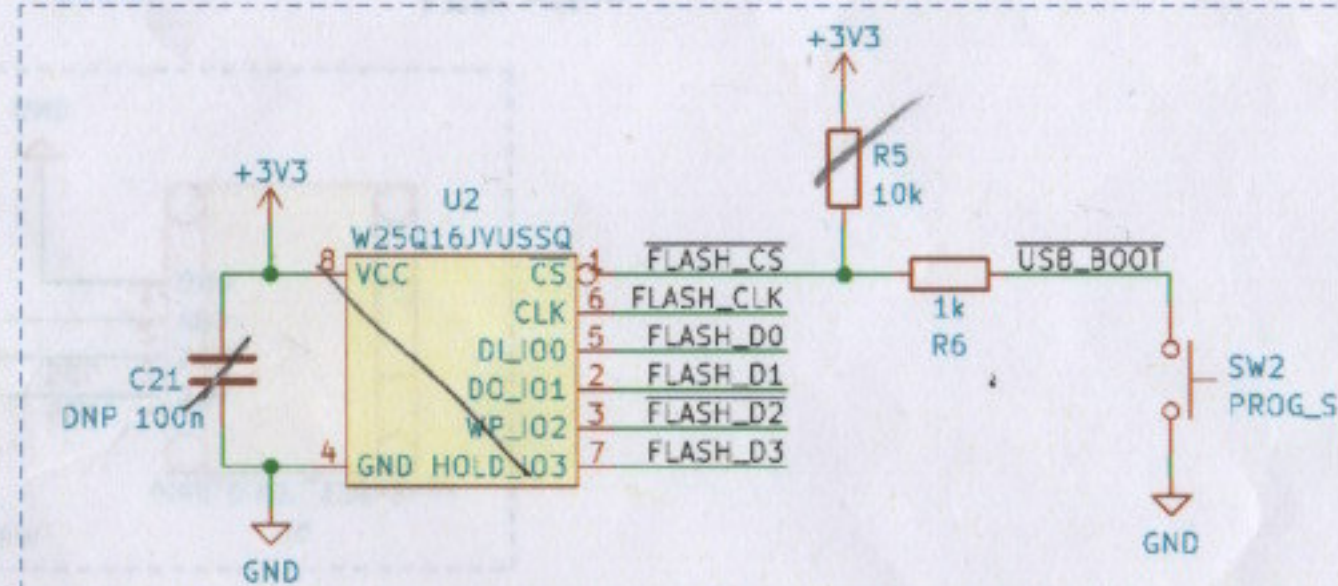 +3V3
+3V3
R5
10k
U2
W25Q16JVUSSQ
8 VCC CS 1 FLASH_CS USB_BOOT
CLK 6 FLASH_CLK
1k
R6
DI_IO0 5 FLASH_D0
DO_IO1 2 FLASH_D1
WP_IO2 3 FLASH_D2
4 GND HOLD_IO3 7 FLASH_D3
C21
DNP 100n
SW2
PROG_S
GND
GND